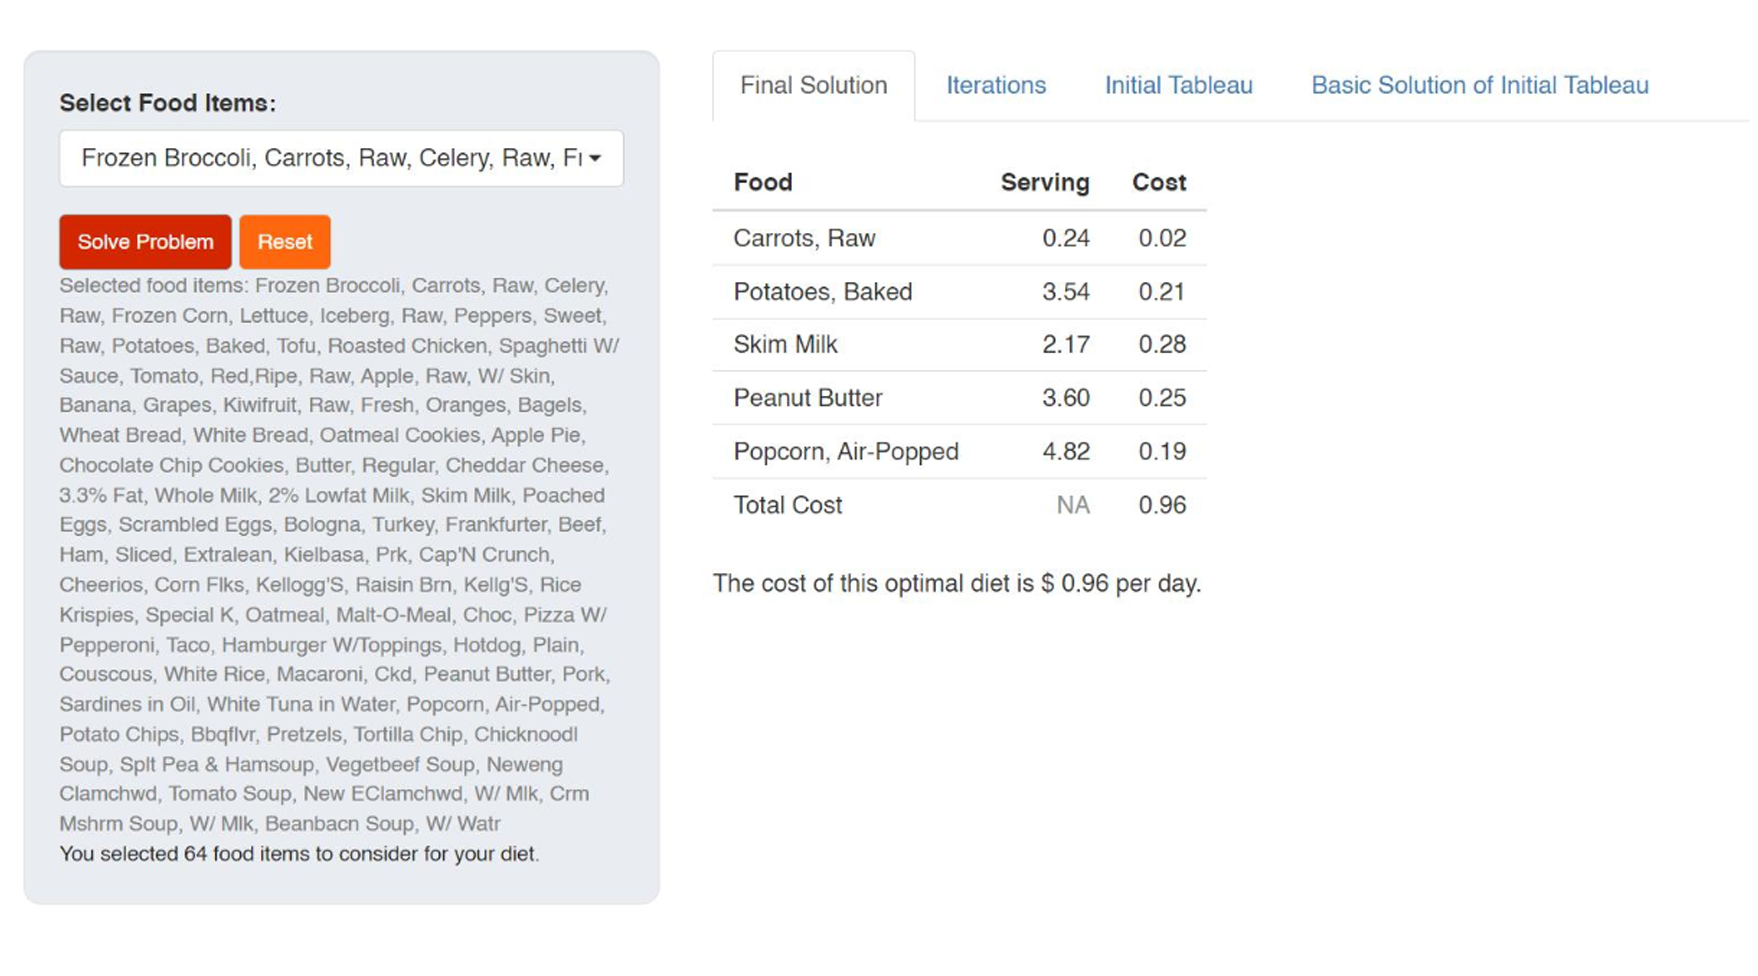 Select Food Items:
Frozen Broccoli, Carrots, Raw, Celery, Raw, Fr
Solve Problem Reset
Selected food items: Frozen Broccoli, Carrots, Raw, Celery,
Raw, Frozen Corn, Lettuce, Iceberg, Raw, Peppers, Sweet,
Raw, Potatoes, Baked, Tofu, Roasted Chicken, Spaghetti W/
Sauce, Tomato, Red,Ripe, Raw, Apple, Raw, W/ Skin,
Banana, Grapes, Kiwifruit, Raw, Fresh, Oranges, Bagels,
Wheat Bread, White Bread, Oatmeal Cookies, Apple Pie,
Chocolate Chip Cookies, Butter, Regular, Cheddar Cheese,
3.3% Fat, Whole Milk, 2% Lowfat Milk, Skim Milk, Poached
Eggs, Scrambled Eggs, Bologna, Turkey, Frankfurter, Beef,
Ham, Sliced, Extralean, Kielbasa, Prk, Cap'N Crunch,
Cheerios, Corn Flks, Kellogg'S, Raisin Brn, Kellg'S, Rice
Krispies, Special K, Oatmeal, Malt-O-Meal, Choc, Pizza W/
Pepperoni, Taco, Hamburger W/Toppings, Hotdog, Plain,
Couscous, White Rice, Macaroni, Ckd, Peanut Butter, Pork,
Sardines in Oil, White Tuna in Water, Popcorn, Air-Popped,
Potato Chips, Bbqflvr, Pretzels, Tortilla Chip, Chicknoodl
Soup, Splt Pea & Hamsoup, Vegetbeef Soup, Neweng
Clamchwd, Tomato Soup, New EClamchwd, W/ Mlk, Crm
Mshrm Soup, W/ Mlk, Beanbacn Soup, W/ Watr
You selected 64 food items to consider for your diet.
Final Solution Iterations Initial Tableau Basic Solution of Initial Tableau
Food Serving Cost
Carrots, Raw 0.24 0.02
Potatoes, Baked 3.54 0.21
Skim Milk 2.17 0.28
Peanut Butter 3.60 0.25
Popcorn, Air-Popped 4.82 0.19
Total Cost NA 0.96
The cost of this optimal diet is $ 0.96 per day.